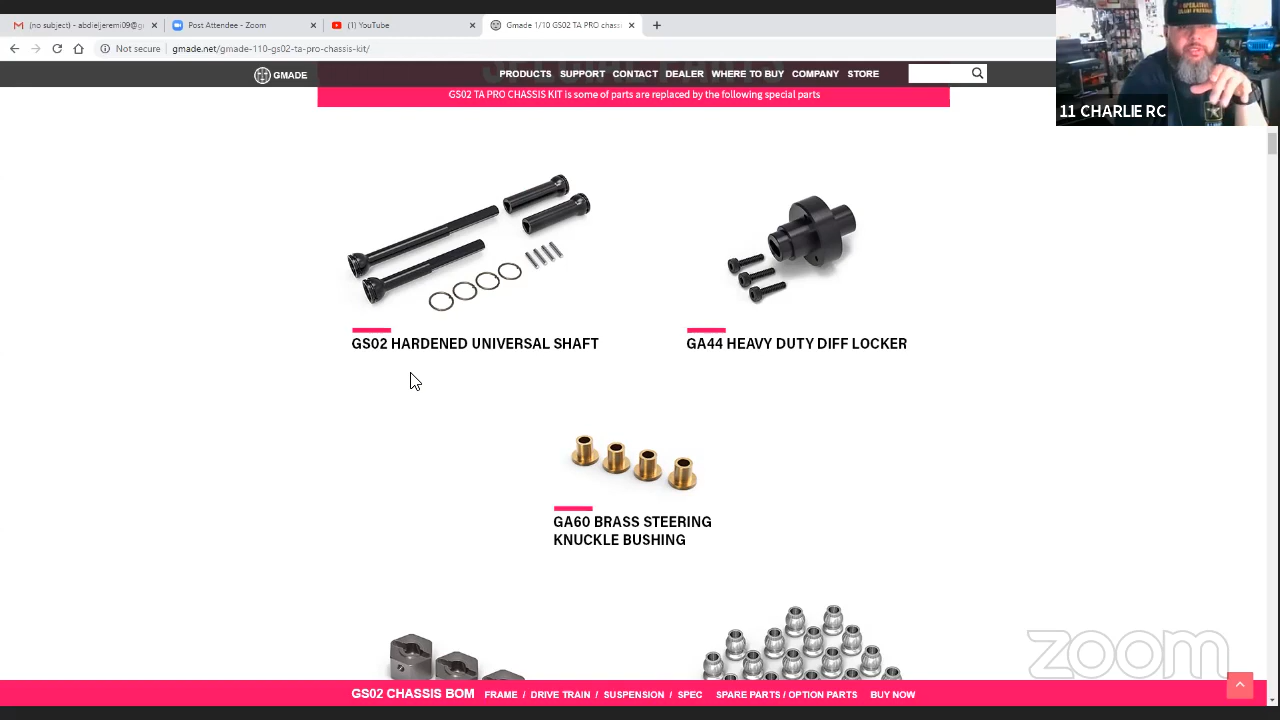 (no subject) - abdieljeremi09@g
Post Attendee - Zoom
(1) YouTube
Gmade 1/10 GS02 TA PRO chass
Not secure
gmade.net/gmade-110-gs02-ta-pro-chassis-kit/
GMADE
PRODUCTS SUPPORT CONTACT DEALER WHERE TO BUY COMPANY STORE
GS02 TA PRO CHASSIS KIT is some of parts are replaced by the following special parts
11 CHARLIE RC
GS02 HARDENED UNIVERSAL SHAFT
GA44 HEAVY DUTY DIFF LOCKER
GA60 BRASS STEERING
KNUCKLE BUSHING
zoom
GS02 CHASSIS BOM FRAME / DRIVE TRAIN / SUSPENSION / SPEC SPARE PARTS / OPTION PARTS BUY NOW